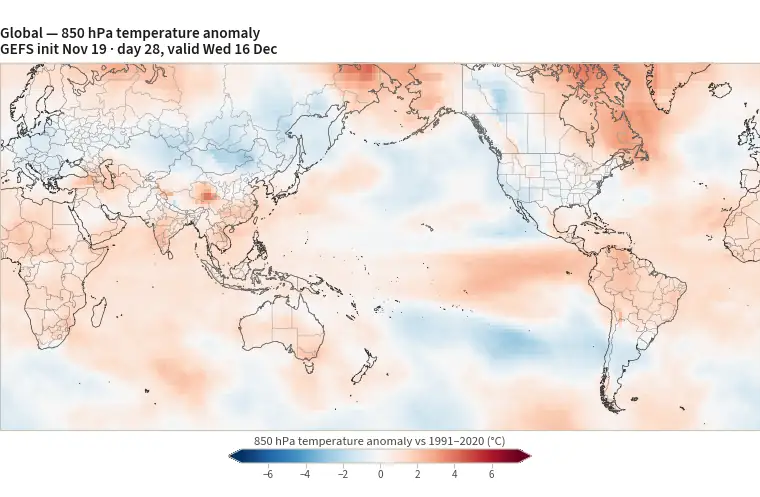 Global — 850 hPa temperature anomaly
GEFS init Nov 19 · day 28, valid Wed 16 Dec
850 hPa temperature anomaly vs 1991–2020 (°C)
−6 −4 −2 0 2 4 6